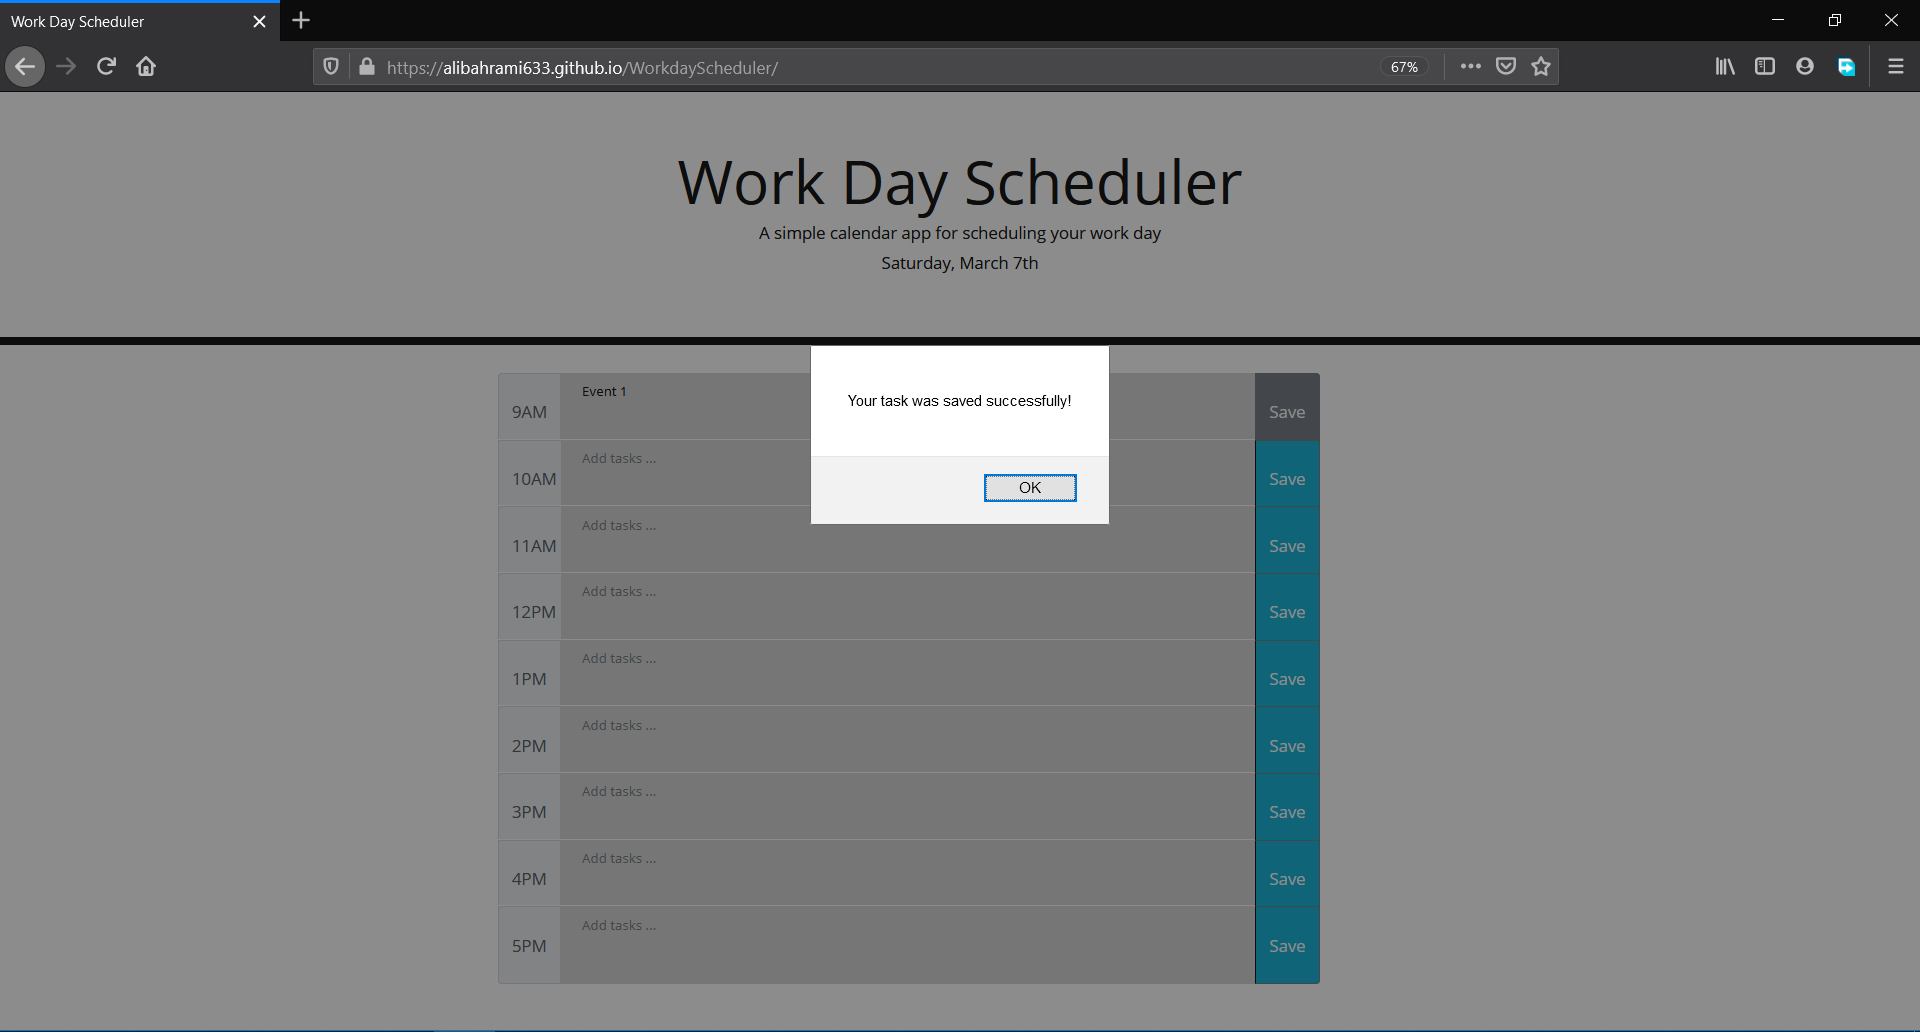 Work Day Scheduler
https://alibahrami633.github.io/WorkdayScheduler/
67%
Work Day Scheduler
A simple calendar app for scheduling your work day
Saturday, March 7th
Your task was saved successfully!
OK
9AM Event 1 Save
10AM Add tasks ... Save
11AM Add tasks ... Save
12PM Add tasks ... Save
1PM Add tasks ... Save
2PM Add tasks ... Save
3PM Add tasks ... Save
4PM Add tasks ... Save
5PM Add tasks ... Save